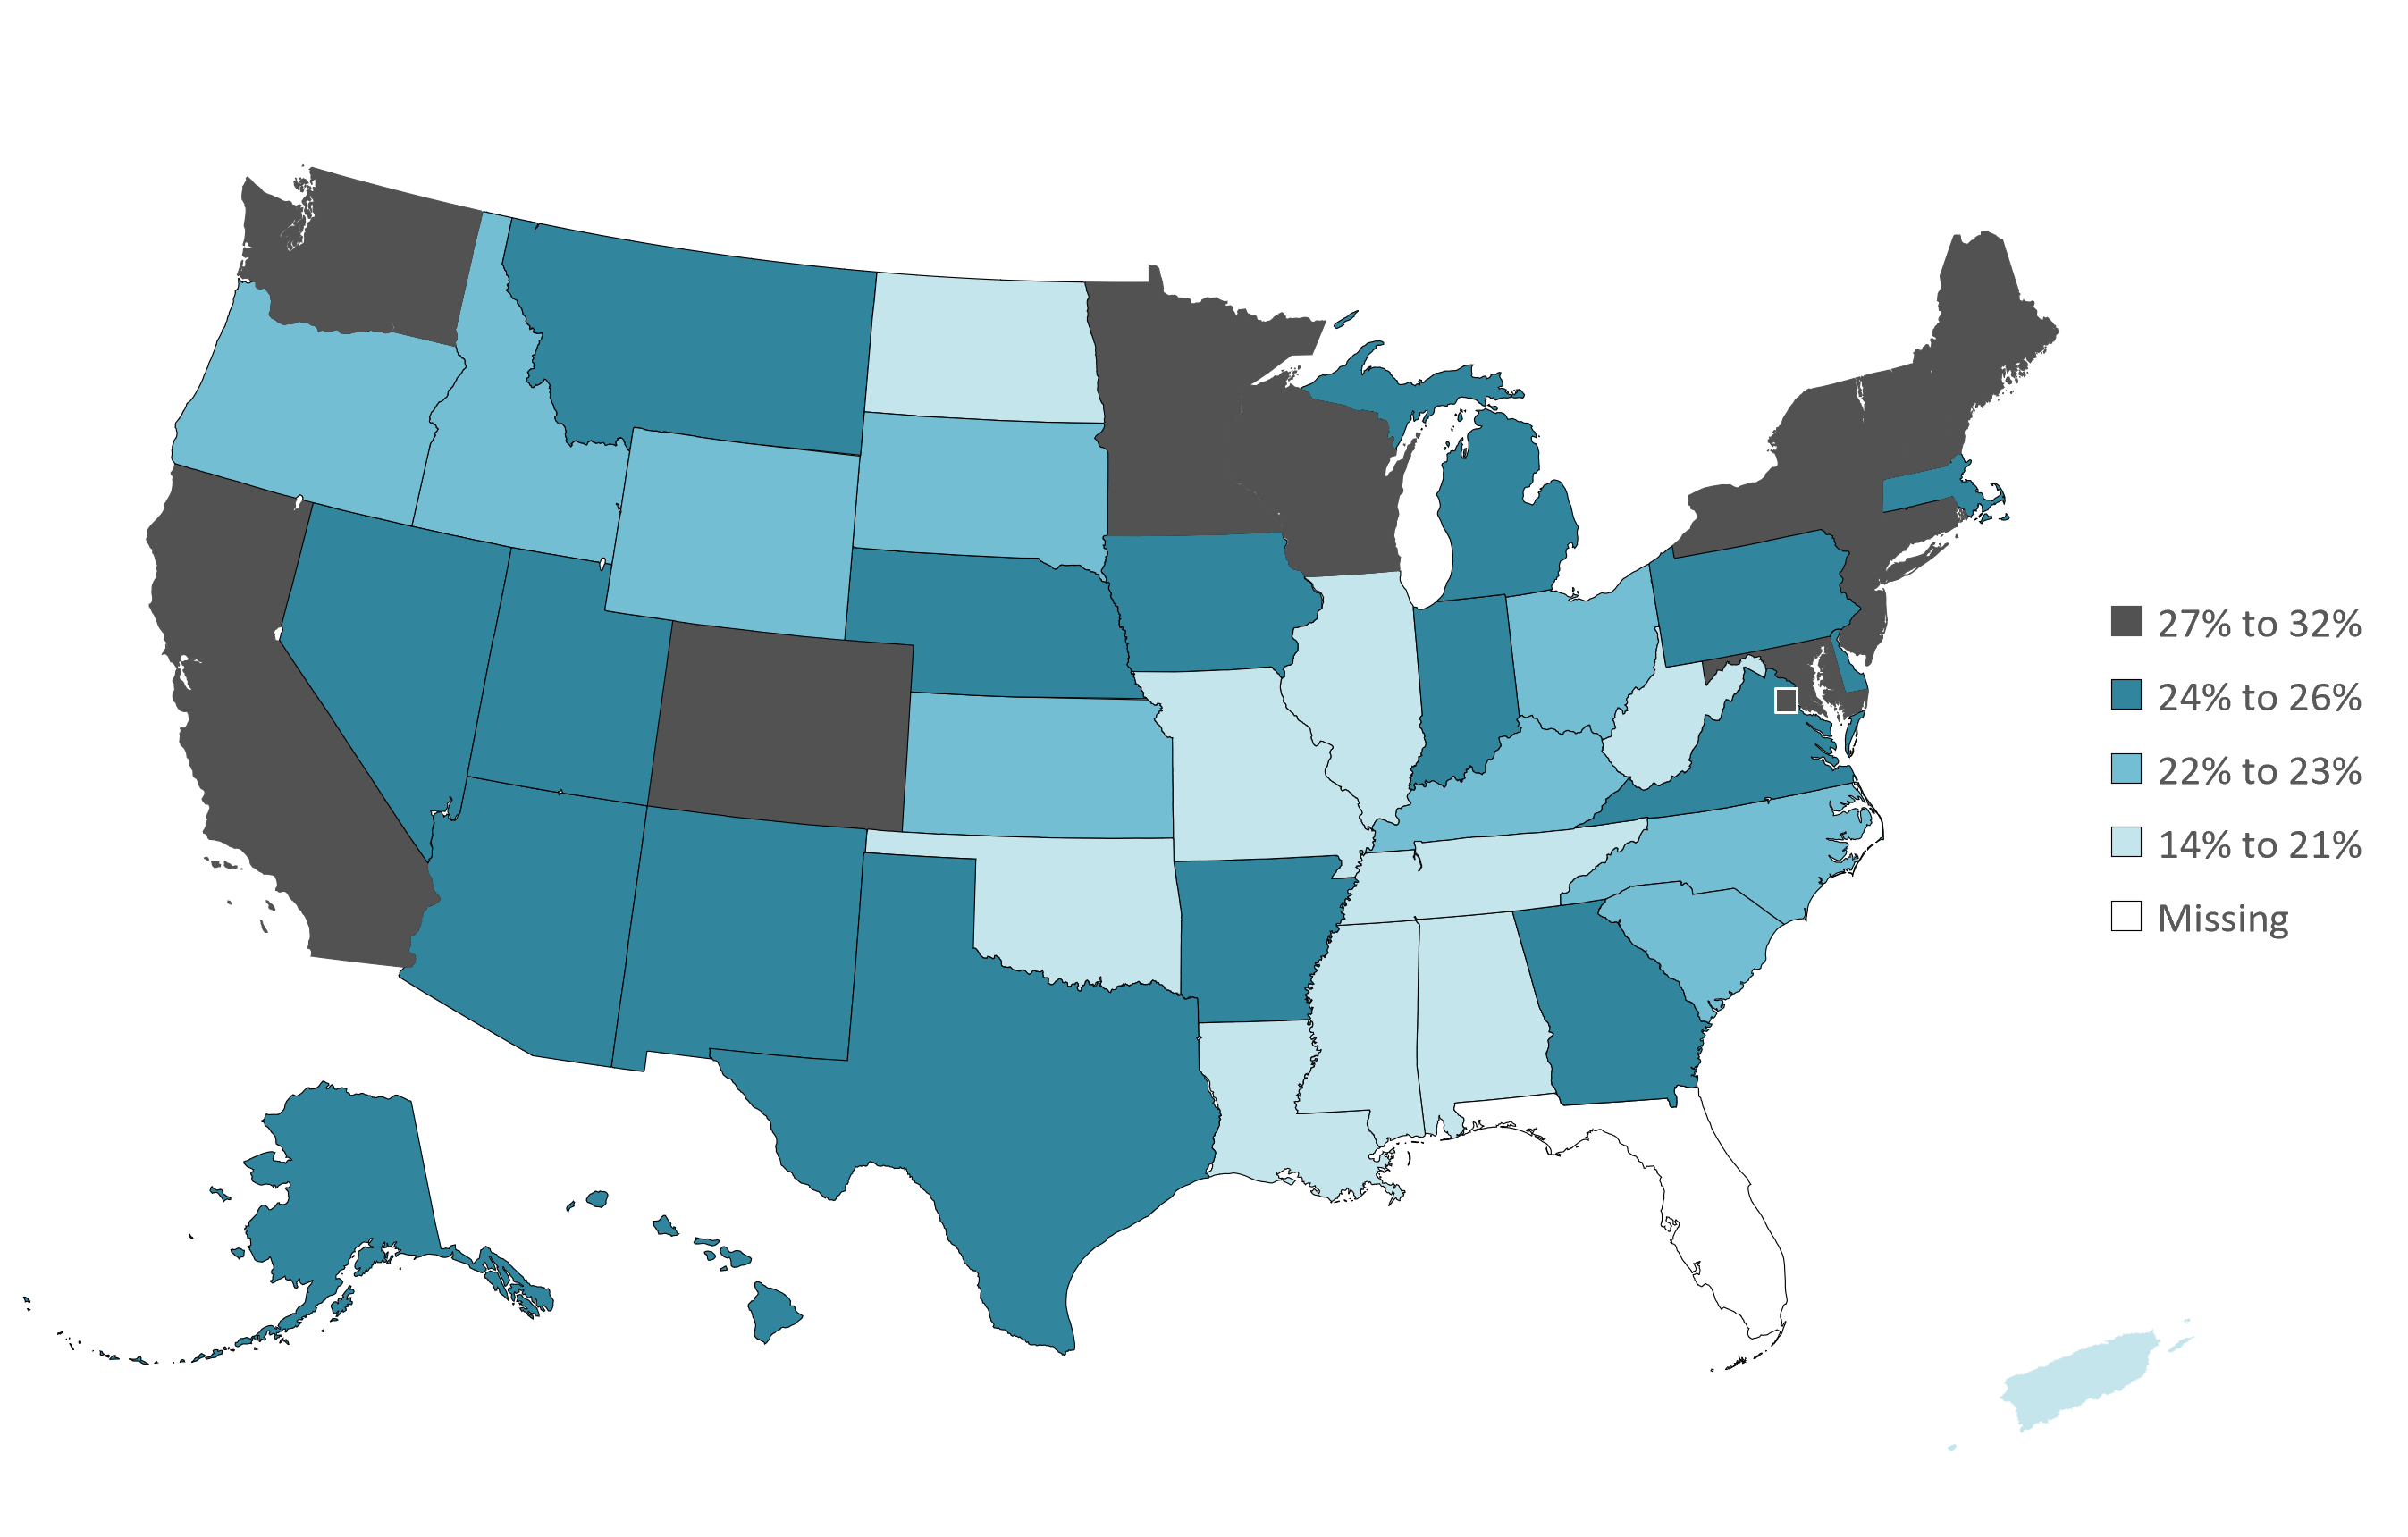 27% to 32%
24% to 26%
22% to 23%
14% to 21%
Missing